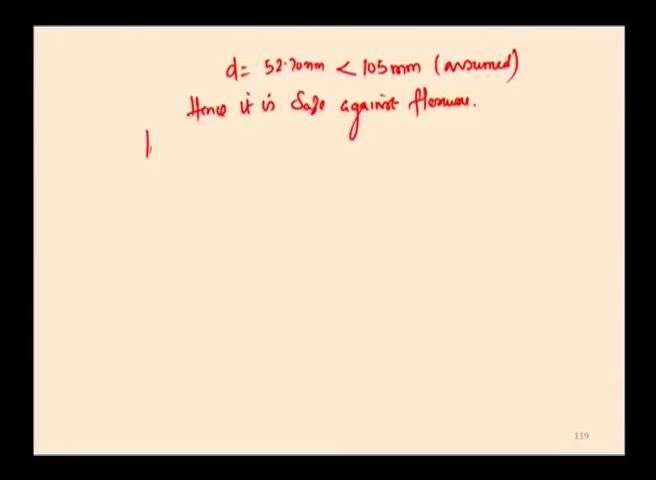 d = 52.70mm < 105mm (assumed)
Hence it is Safe against flexure.
119